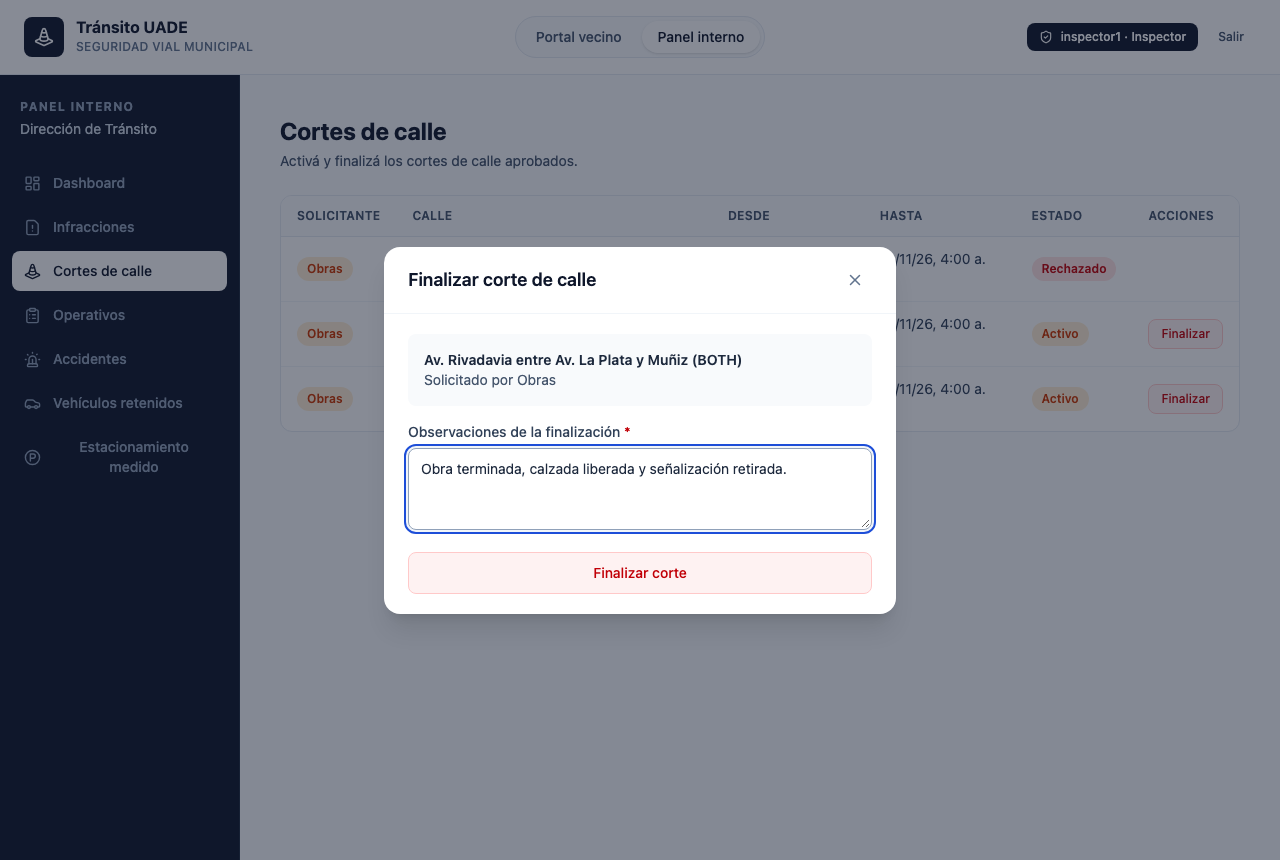 Tránsito UADE
SEGURIDAD VIAL MUNICIPAL
Portal vecino
Panel interno
inspector1 · Inspector
Salir
PANEL INTERNO
Dirección de Tránsito
Dashboard
Infracciones
Cortes de calle
Operativos
Accidentes
Vehículos retenidos
Estacionamiento
medido
Cortes de calle
Activá y finalizá los cortes de calle aprobados.
SOLICITANTE CALLE DESDE HASTA ESTADO ACCIONES
Obras /11/26, 4:00 a. Rechazado
Obras /11/26, 4:00 a. Activo Finalizar
Obras /11/26, 4:00 a. Activo Finalizar
Finalizar corte de calle
Av. Rivadavia entre Av. La Plata y Muñiz (BOTH)
Solicitado por Obras
Observaciones de la finalización *
Obra terminada, calzada liberada y señalización retirada.
Finalizar corte